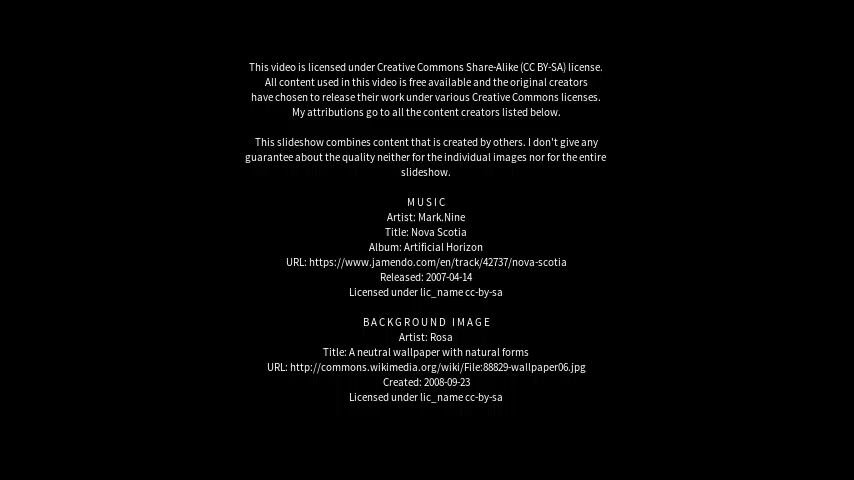 This video is licensed under Creative Commons Share-Alike (CC BY-SA) license.
All content used in this video is free available and the original creators
have chosen to release their work under various Creative Commons licenses.
My attributions go to all the content creators listed below.
This slideshow combines content that is created by others. I don't give any
guarantee about the quality neither for the individual images nor for the entire
slideshow.
MUSIC
Artist: Mark.Nine
Title: Nova Scotia
Album: Artificial Horizon
URL: https://www.jamendo.com/en/track/42737/nova-scotia
Released: 2007-04-14
Licensed under lic_name cc-by-sa
BACKGROUND IMAGE
Artist: Rosa
Title: A neutral wallpaper with natural forms
URL: http://commons.wikimedia.org/wiki/File:88829-wallpaper06.jpg
Created: 2008-09-23
Licensed under lic_name cc-by-sa